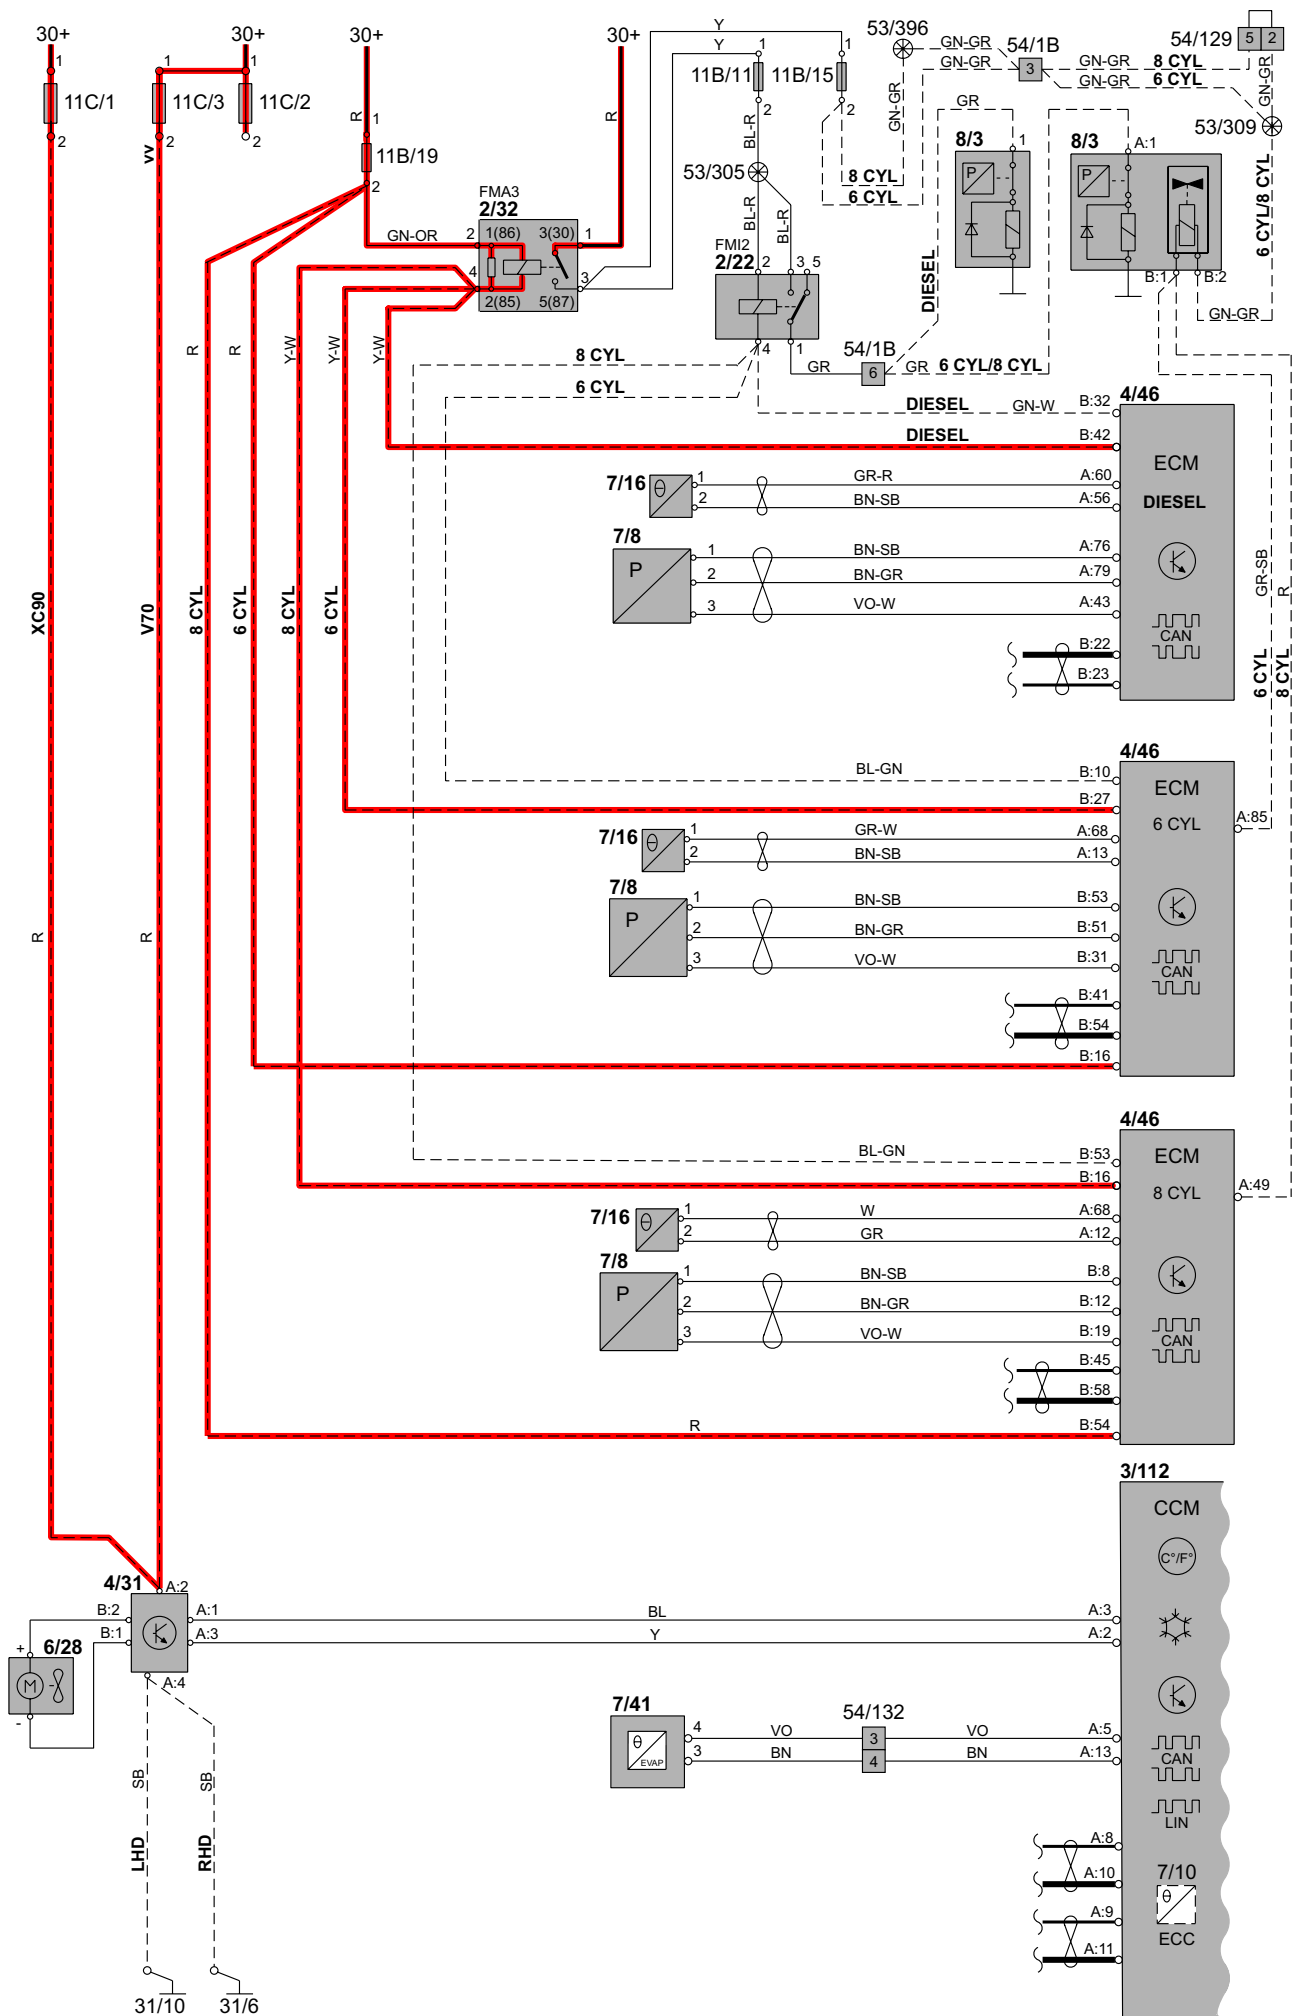 30+ 30+ 30+ 30+
1 1 1
11C/1 11C/3 11C/2
2 2 2
vv
R 1
11B/19
2
R
Y
Y
1 1
11B/11 11B/15
2 2
53/396
GN-GR
GN-GR
54/1B
3
GN-GR 8 CYL
GN-GR 6 CYL
54/129
5 2
GN-GR
GN-GR
53/309
BL-R
53/305
8 CYL
6 CYL
GR
8/3 1
P
8/3 A:1
P
B:1 B:2
GN-GR
6 CYL/8 CYL
FMA3
2/32
GN-OR 2 1(86) 3(30) 1
4 2(85) 5(87) 3
BL-R
BL-R
FMI2
2/22
2 3 5
4 1
DIESEL
54/1B
GR 6 GR 6 CYL/8 CYL
R R Y-W Y-W Y-W
8 CYL
6 CYL
4/46
DIESEL GN-W B:32
DIESEL B:42
ECM
DIESEL
7/16
θ
1 GR-R A:60
2 BN-SB A:56
7/8
P
1 BN-SB A:76
2 BN-GR A:79
3 VO-W A:43
CAN
B:22
B:23
XC90 V70 8 CYL 6 CYL 8 CYL 6 CYL
GR-SB
R
6 CYL
8 CYL
4/46
BL-GN B:10
B:27
ECM
6 CYL
A:85
7/16
θ
1 GR-W A:68
2 BN-SB A:13
7/8
P
1 BN-SB B:53
2 BN-GR B:51
3 VO-W B:31
CAN
B:41
B:54
B:16
R R
4/46
BL-GN B:53
B:16
ECM
8 CYL
A:49
7/16
θ
1 W A:68
2 GR A:12
7/8
P
1 BN-SB B:8
2 BN-GR B:12
3 VO-W B:19
CAN
B:45
B:58
R B:54
3/112
CCM
C°/F°
4/31 A:2
B:2 A:1 BL A:3
B:1 A:3 Y A:2
A:4
6/28
+
M
-
7/41
θ
EVAP
54/132
4 VO 3 VO A:5
3 BN 4 BN A:13
CAN
LIN
SB SB
LHD RHD
A:8
A:10
A:9
A:11
7/10
θ
ECC
31/10 31/6